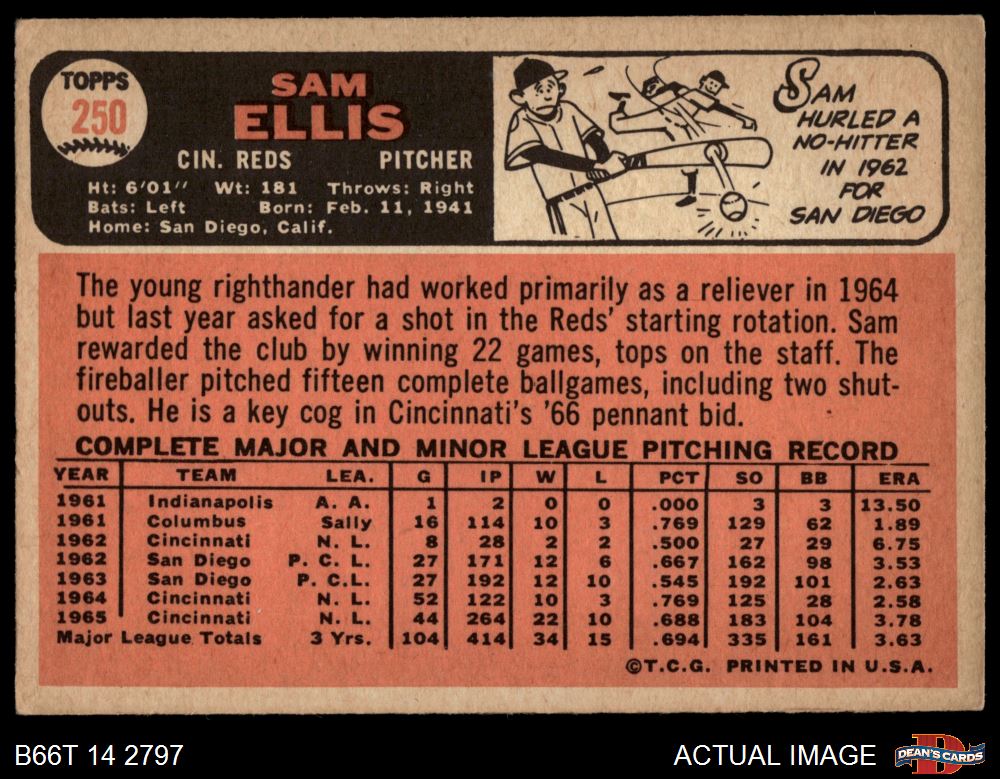 TOPPS
250
SAM
ELLIS
CIN. REDS PITCHER
Ht: 6'01" Wt: 181 Throws: Right
Bats: Left Born: Feb. 11, 1941
Home: San Diego, Calif.
SAM
HURLED A
NO-HITTER
IN 1962
FOR
SAN DIEGO
The young righthander had worked primarily as a reliever in 1964
but last year asked for a shot in the Reds' starting rotation. Sam
rewarded the club by winning 22 games, tops on the staff. The
fireballer pitched fifteen complete ballgames, including two shut-
outs. He is a key cog in Cincinnati's '66 pennant bid.
COMPLETE MAJOR AND MINOR LEAGUE PITCHING RECORD
YEAR TEAM LEA. G IP W L PCT SO BB ERA
1961 Indianapolis A. A. 1 2 0 0 .000 3 3 13.50
1961 Columbus Sally 16 114 10 3 .769 129 62 1.89
1962 Cincinnati N. L. 8 28 2 2 .500 27 29 6.75
1962 San Diego P. C. L. 27 171 12 6 .667 162 98 3.53
1963 San Diego P. C.L. 27 192 12 10 .545 192 101 2.63
1964 Cincinnati N. L. 52 122 10 3 .769 125 28 2.58
1965 Cincinnati N. L. 44 264 22 10 .688 183 104 3.78
Major League Totals 3 Yrs. 104 414 34 15 .694 335 161 3.63
©T.C.G. PRINTED IN U.S.A.
B66T 14 2797 ACTUAL IMAGE
DEAN'S CARDS